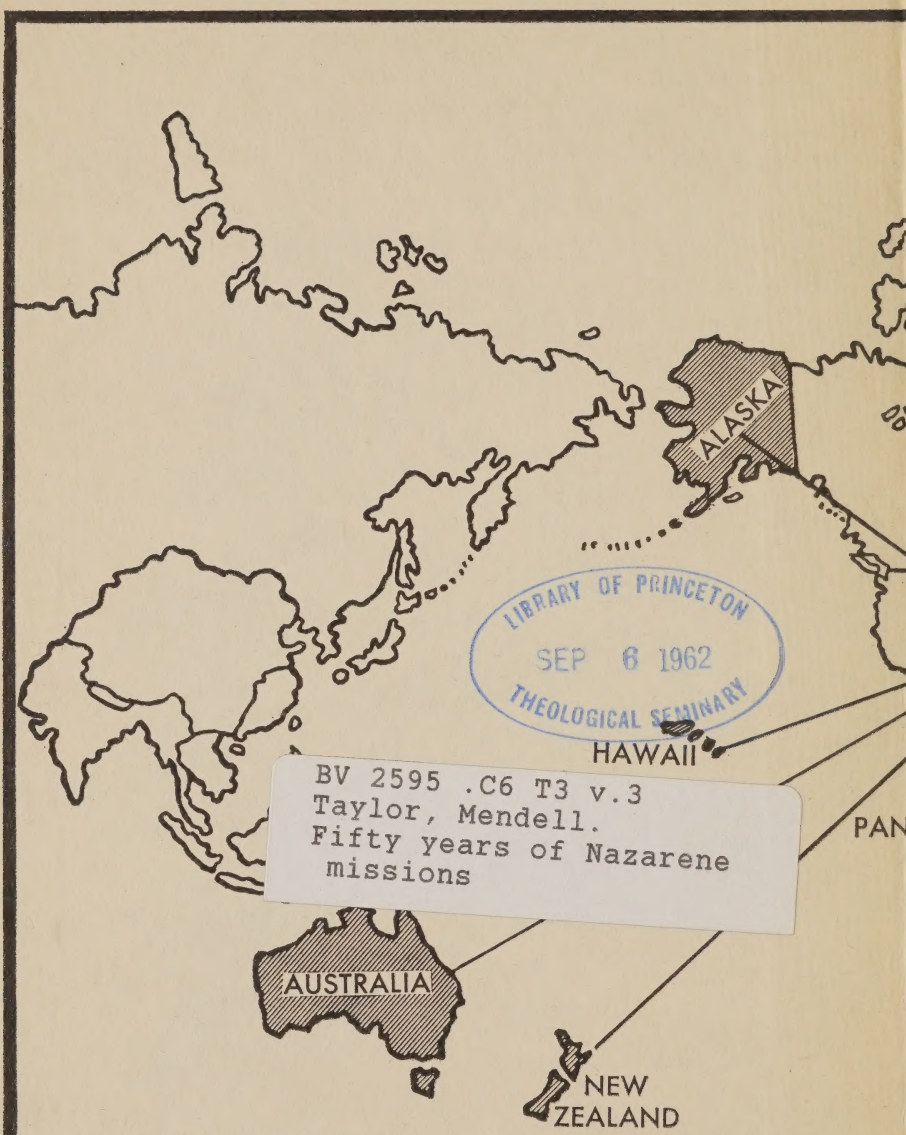 ALASKA
LIBRARY OF PRINCETON
SEP 6 1962
THEOLOGICAL SEMINARY
HAWAII
BV 2595 .C6 T3 v.3
Taylor, Mendell.
Fifty years of Nazarene
missions
PAN
AUSTRALIA
NEW
ZEALAND